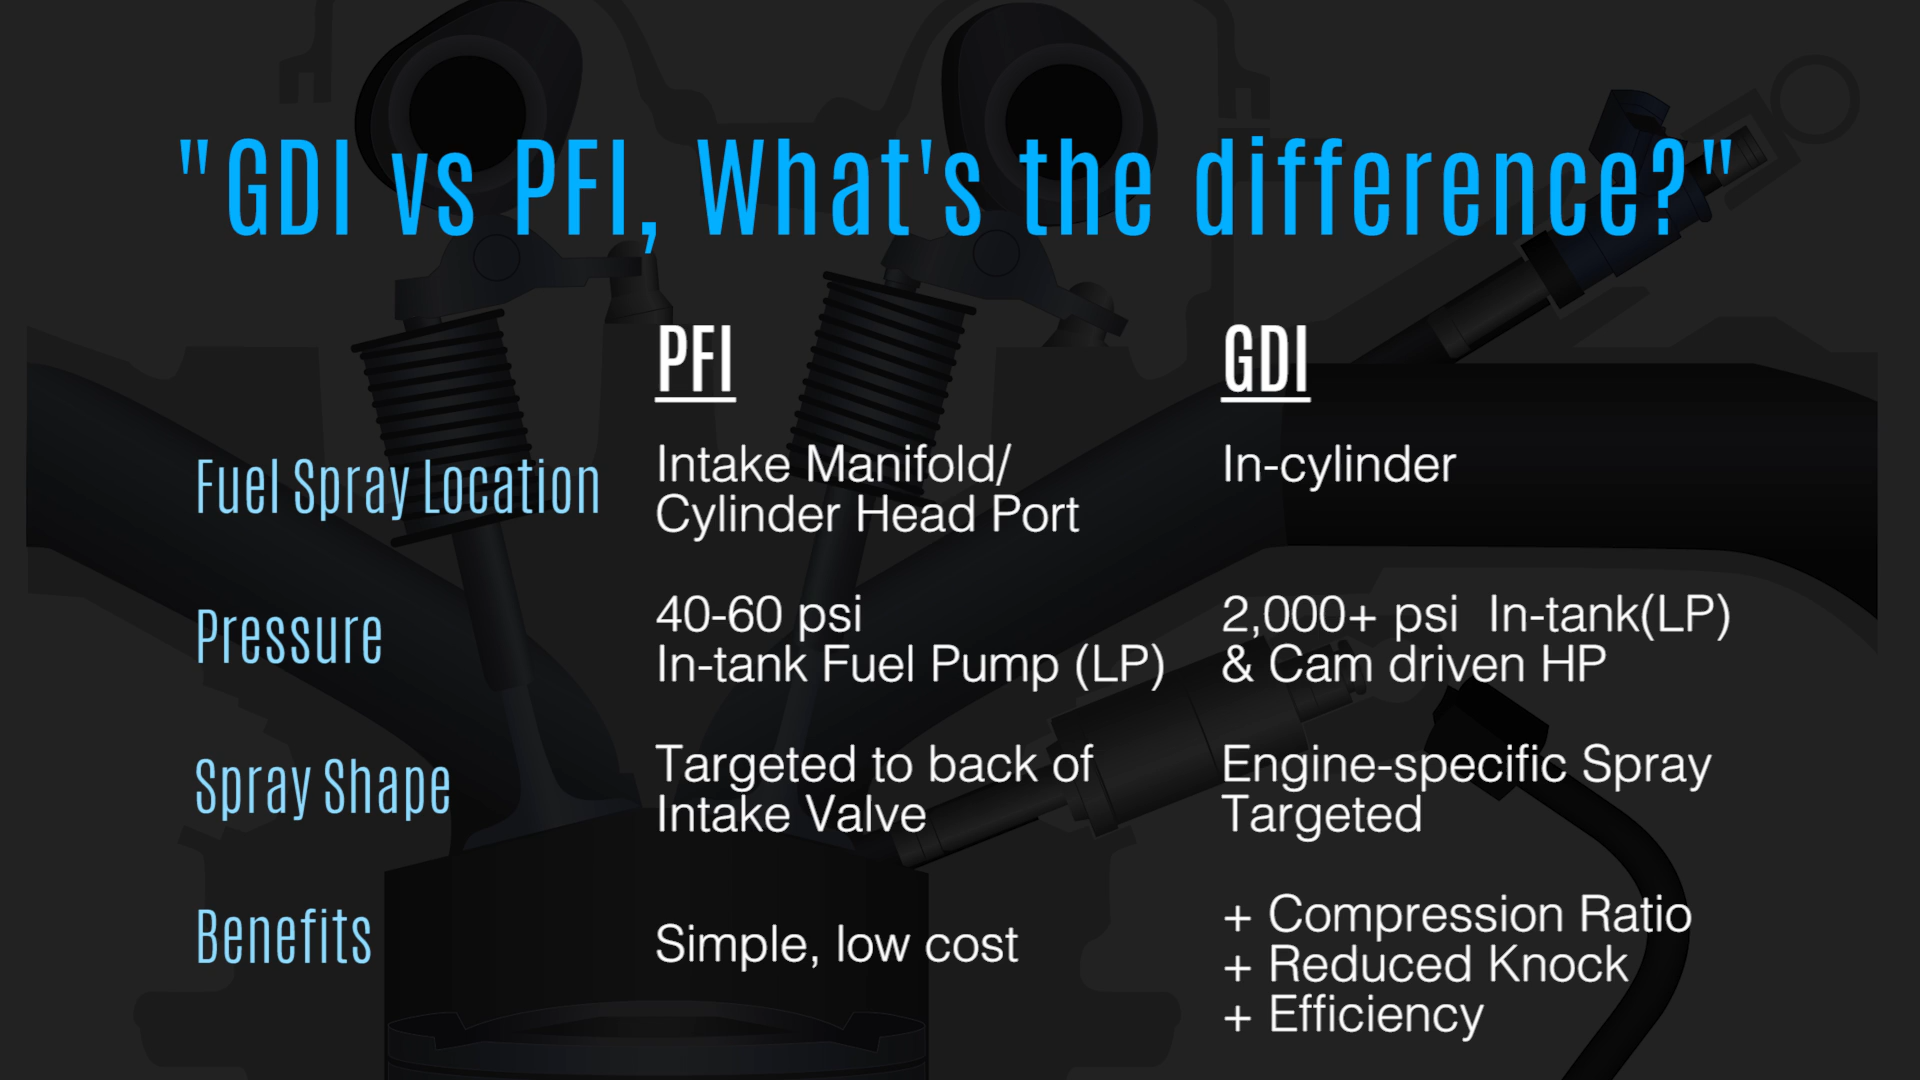 "GDI vs PFI, What's the difference?"
PFI
GDI
Fuel Spray Location
Intake Manifold/
Cylinder Head Port
In-cylinder
Pressure
40-60 psi
In-tank Fuel Pump (LP)
2,000+ psi  In-tank(LP)
& Cam driven HP
Spray Shape
Targeted to back of
Intake Valve
Engine-specific Spray
Targeted
Benefits
Simple, low cost
+ Compression Ratio
+ Reduced Knock
+ Efficiency